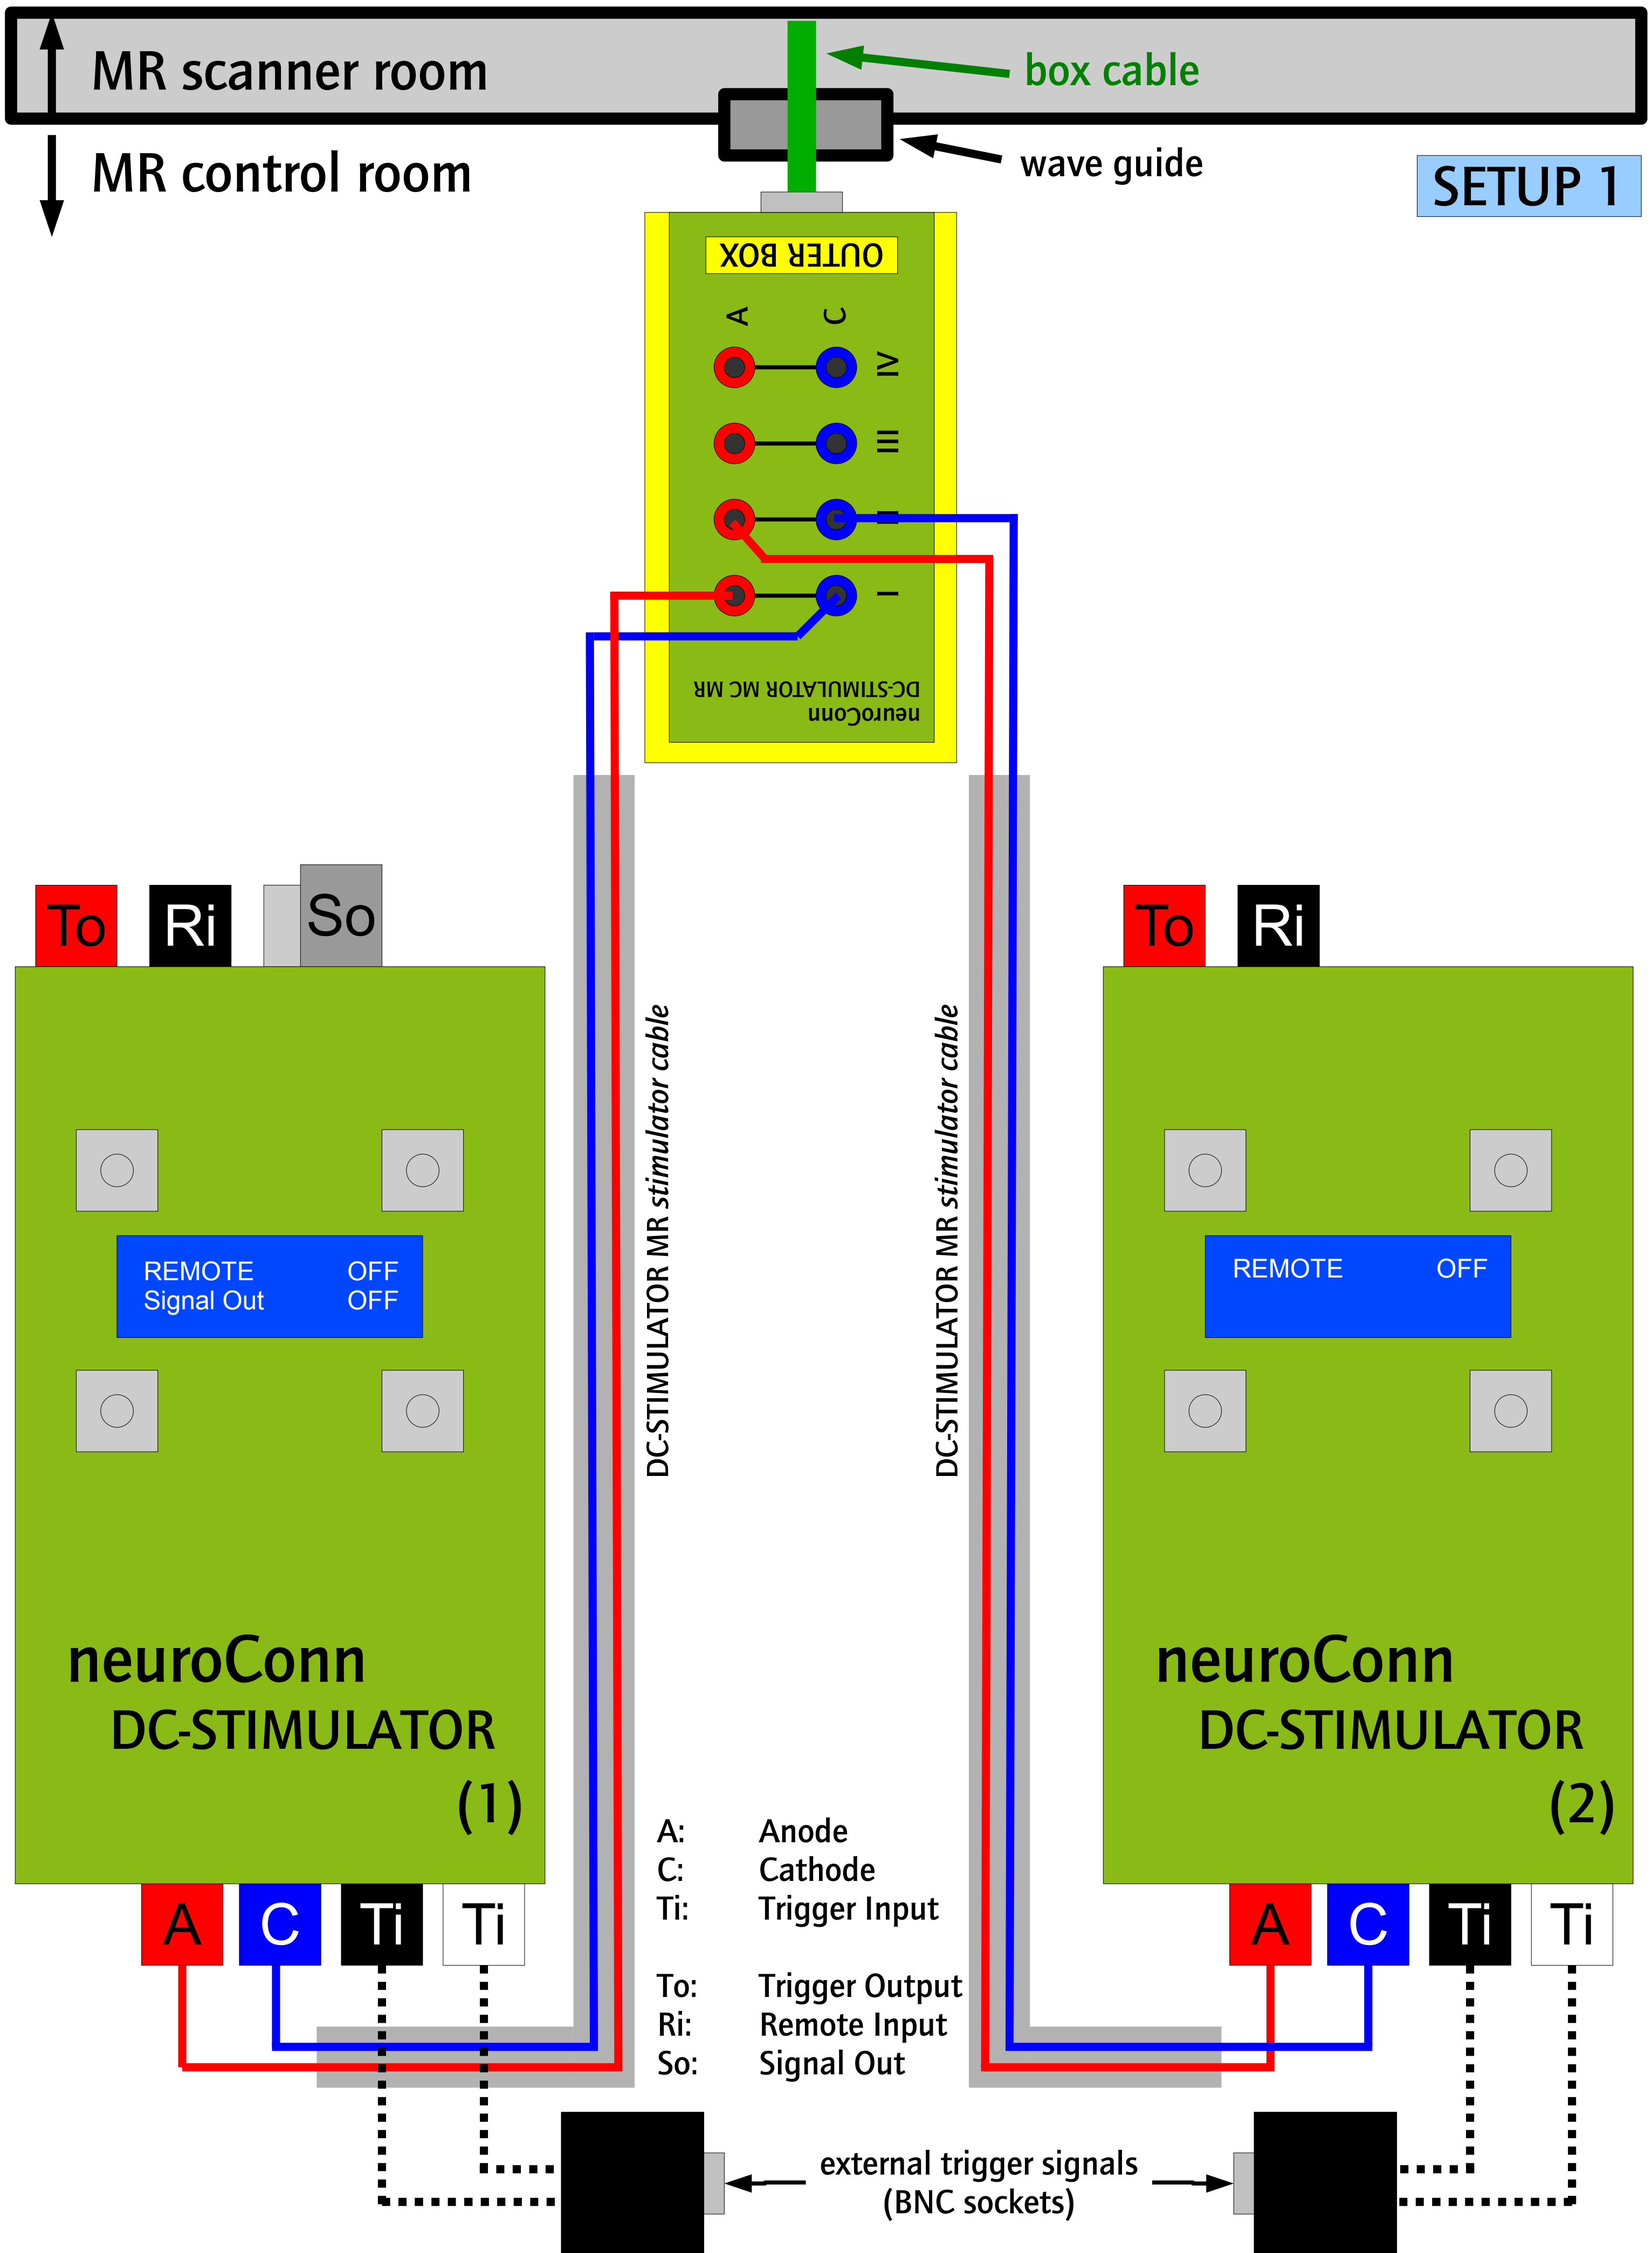 MR scanner room
box cable
MR control room
wave guide
SETUP 1
OUTER BOX
A
C
IV
III
II
I
DC-STIMULATOR MC MR
neuroConn
To
Ri
So
To
Ri
DC-STIMULATOR MR stimulator cable
DC-STIMULATOR MR stimulator cable
REMOTE OFF
Signal Out OFF
REMOTE OFF
neuroConn
DC-STIMULATOR
(1)
neuroConn
DC-STIMULATOR
(2)
A: Anode
C: Cathode
Ti: Trigger Input
To: Trigger Output
Ri: Remote Input
So: Signal Out
A
C
Ti
Ti
A
C
Ti
Ti
external trigger signals
(BNC sockets)